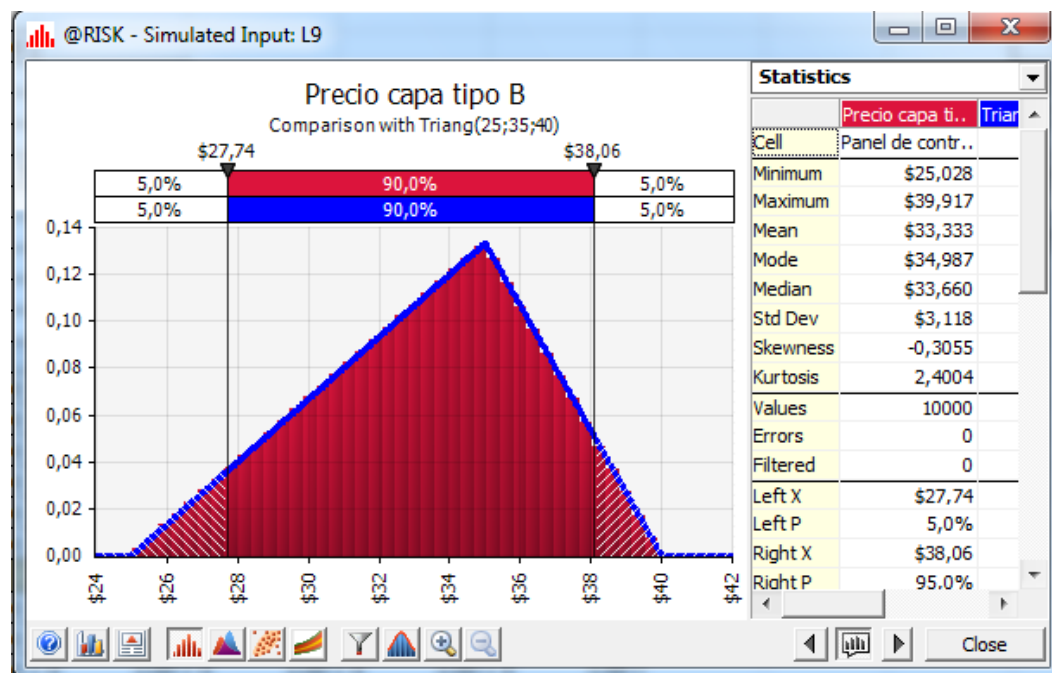 @RISK - Simulated Input: L9
Precio capa tipo B
Comparison with Triang(25;35;40)
$27,74 $38,06
5,0% 90,0% 5,0%
5,0% 90,0% 5,0%
0,14
0,12
0,10
0,08
0,06
0,04
0,02
0,00
$24 $26 $28 $30 $32 $34 $36 $38 $40 $42
Statistics
Precio capa ti.. Triar
Cell Panel de contr..
Minimum $25,028
Maximum $39,917
Mean $33,333
Mode $34,987
Median $33,660
Std Dev $3,118
Skewness -0,3055
Kurtosis 2,4004
Values 10000
Errors 0
Filtered 0
Left X $27,74
Left P 5,0%
Right X $38,06
Right P 95,0%
Close